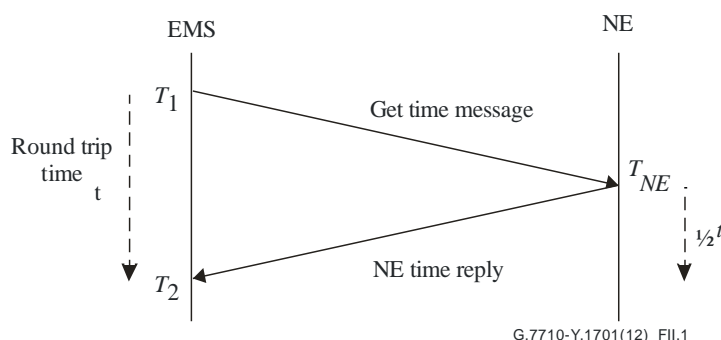 EMS
NE
T1
Get time message
Round trip
time t
TNE
½t
NE time reply
T2
G.7710-Y.1701(12)_FII.1